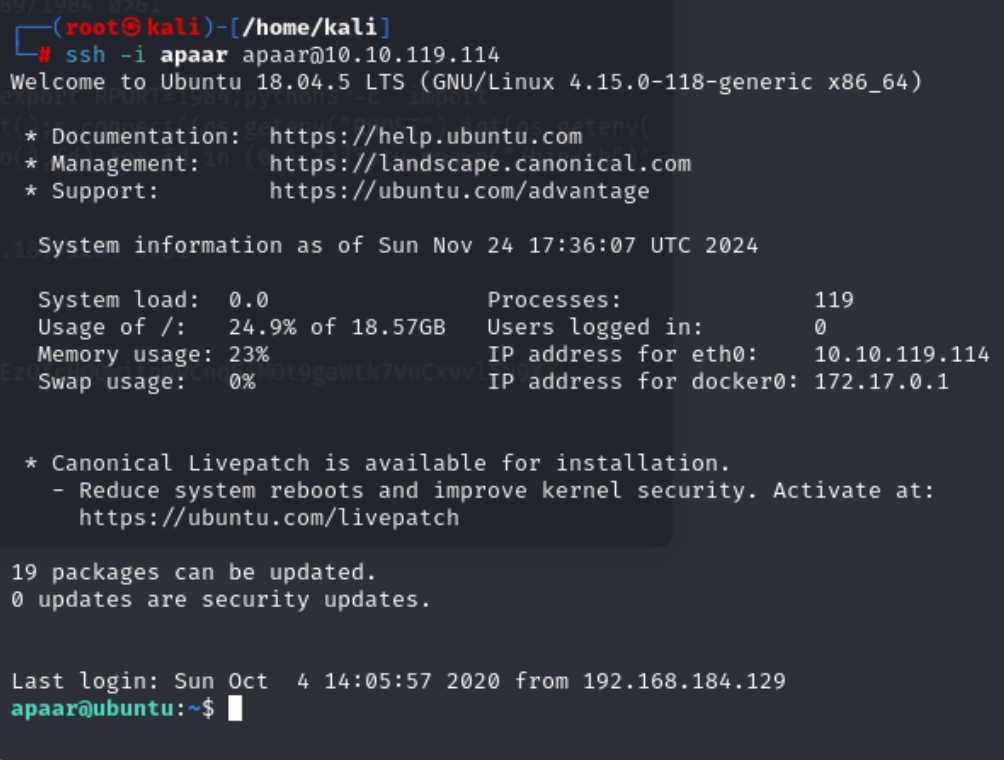 ┌──(root㉿kali)-[/home/kali]
└─# ssh -i apaar apaar@10.10.119.114
Welcome to Ubuntu 18.04.5 LTS (GNU/Linux 4.15.0-118-generic x86_64)
* Documentation:  https://help.ubuntu.com
* Management:     https://landscape.canonical.com
* Support:        https://ubuntu.com/advantage
System information as of Sun Nov 24 17:36:07 UTC 2024
System load:  0.0                Processes:              119
Usage of /:   24.9% of 18.57GB   Users logged in:        0
Memory usage: 23%                IP address for eth0:    10.10.119.114
Swap usage:   0%                 IP address for docker0: 172.17.0.1
* Canonical Livepatch is available for installation.
- Reduce system reboots and improve kernel security. Activate at:
https://ubuntu.com/livepatch
19 packages can be updated.
0 updates are security updates.
Last login: Sun Oct  4 14:05:57 2020 from 192.168.184.129
apaar@ubuntu:~$